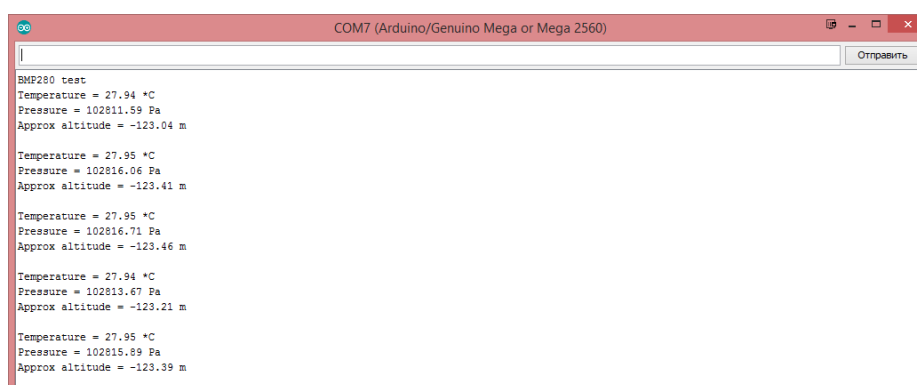 COM7 (Arduino/Genuino Mega or Mega 2560)
Отправить
BMP280 test
Temperature = 27.94 *C
Pressure = 102811.59 Pa
Approx altitude = -123.04 m
Temperature = 27.95 *C
Pressure = 102816.06 Pa
Approx altitude = -123.41 m
Temperature = 27.95 *C
Pressure = 102816.71 Pa
Approx altitude = -123.46 m
Temperature = 27.94 *C
Pressure = 102813.67 Pa
Approx altitude = -123.21 m
Temperature = 27.95 *C
Pressure = 102815.89 Pa
Approx altitude = -123.39 m